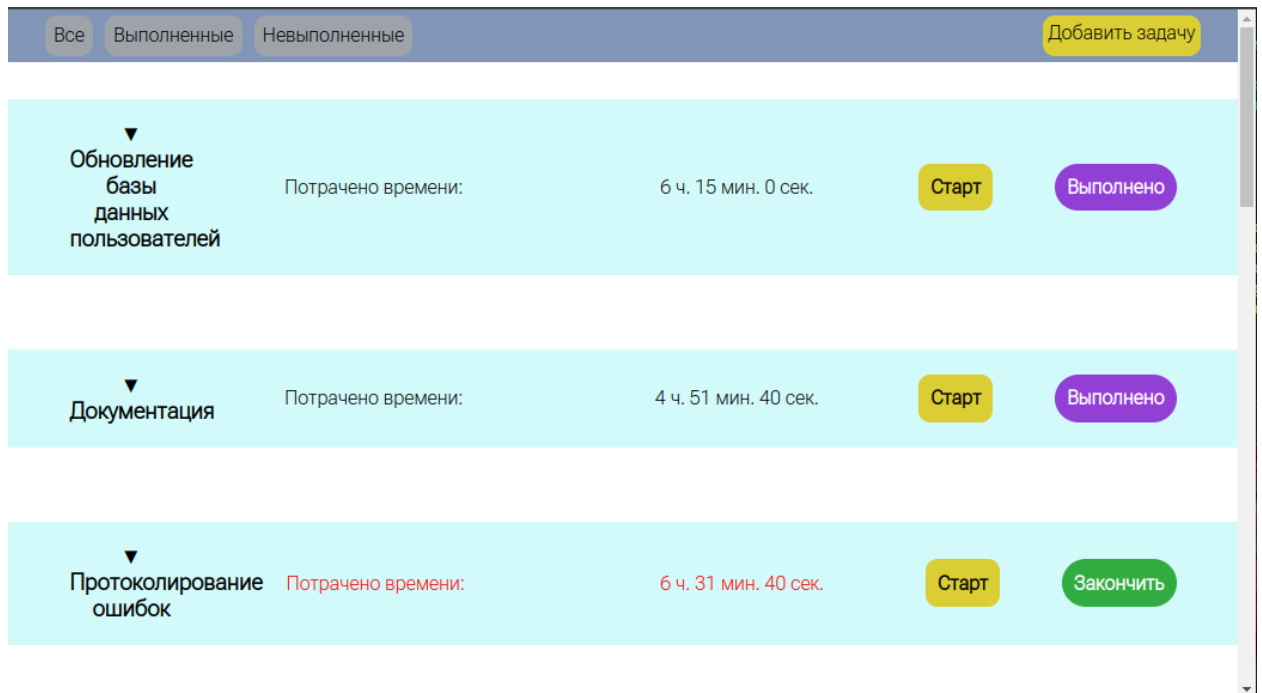 Все Выполненные Невыполненные Добавить задачу
▼
Обновление
базы
данных
пользователей
Потрачено времени: 6 ч. 15 мин. 0 сек. Старт Выполнено
▼
Документация
Потрачено времени: 4 ч. 51 мин. 40 сек. Старт Выполнено
▼
Протоколирование
ошибок
Потрачено времени: 6 ч. 31 мин. 40 сек. Старт Закончить